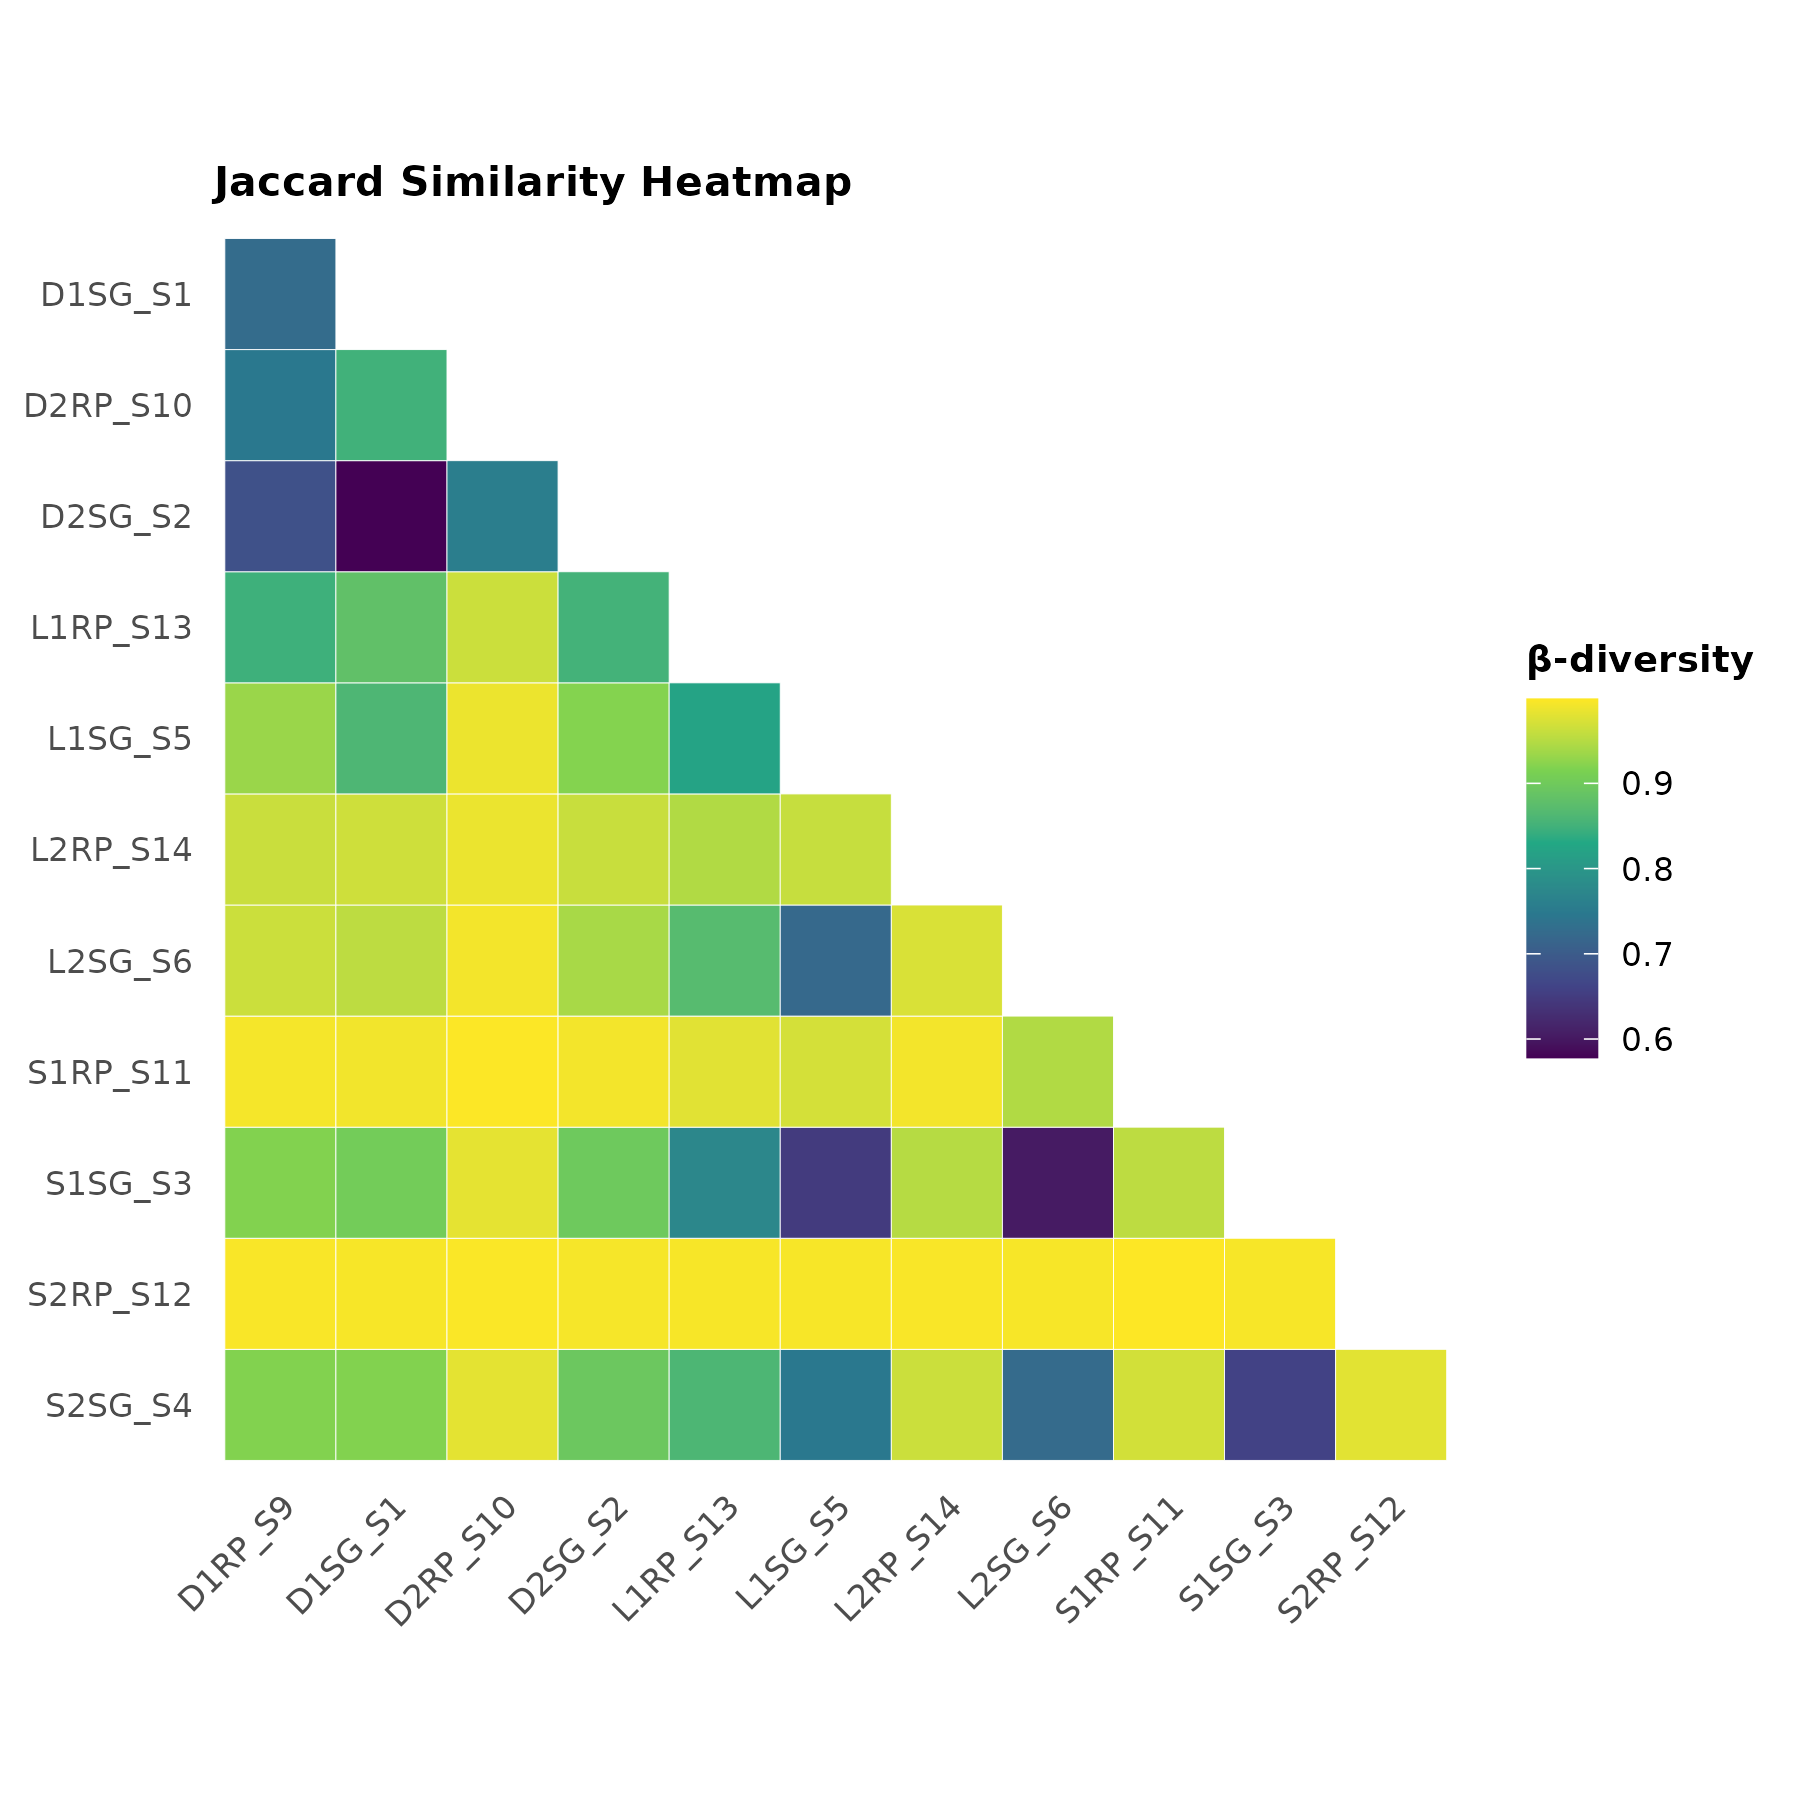 Jaccard Similarity Heatmap
D1SG_S1
D2RP_S10
D2SG_S2
L1RP_S13
L1SG_S5
L2RP_S14
L2SG_S6
S1RP_S11
S1SG_S3
S2RP_S12
S2SG_S4
D1RP_S9
D1SG_S1
D2RP_S10
D2SG_S2
L1RP_S13
L1SG_S5
L2RP_S14
L2SG_S6
S1RP_S11
S1SG_S3
S2RP_S12
β-diversity
0.9
0.8
0.7
0.6